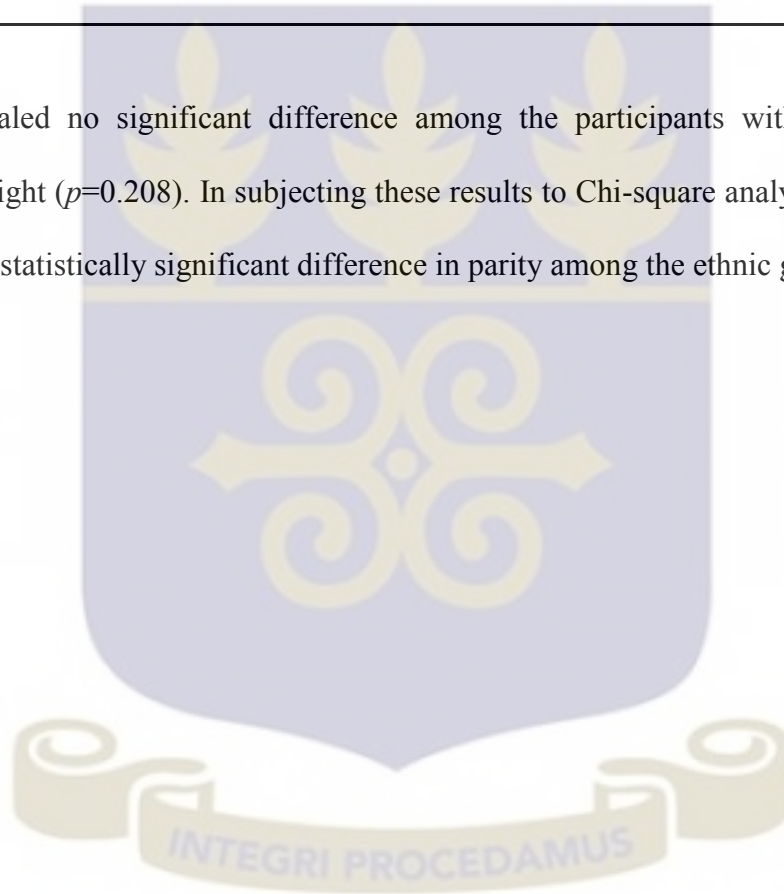 aled no significant difference among the participants wit
ight (p=0.208). In subjecting these results to Chi-square analy
statistically significant difference in parity among the ethnic g
INTEGRI PROCEDAMUS